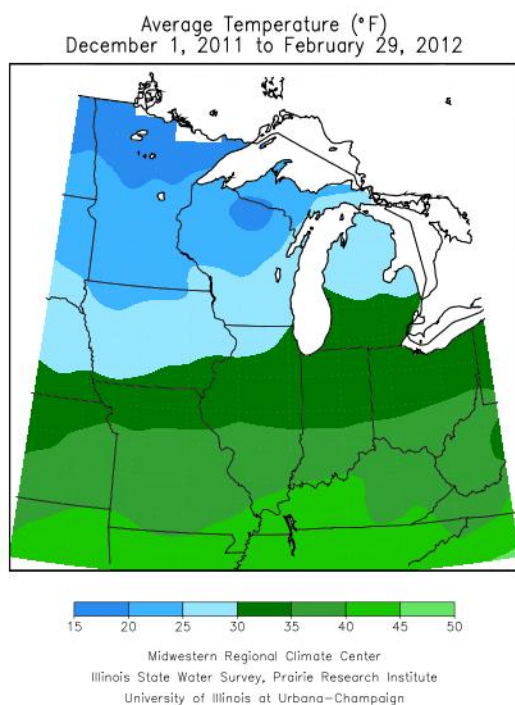 Average Temperature (°F)
December 1, 2011 to February 29, 2012
15 20 25 30 35 40 45 50
Midwestern Regional Climate Center
Illinois State Water Survey, Prairie Research Institute
University of Illinois at Urbana-Champaign